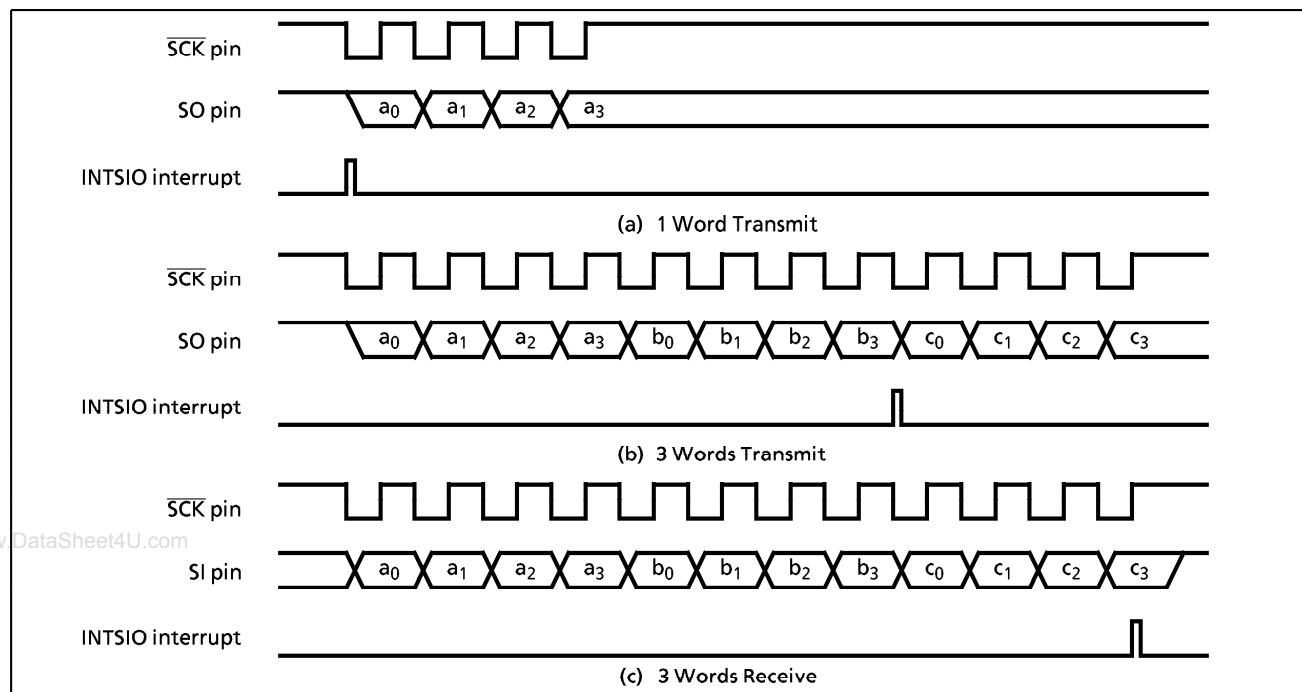 SCK pin
SO pin a0 a1 a2 a3
INTSIO interrupt
(a) 1 Word Transmit
SCK pin
SO pin a0 a1 a2 a3 b0 b1 b2 b3 c0 c1 c2 c3
INTSIO interrupt
(b) 3 Words Transmit
SCK pin
w.DataSheet4U.com
SI pin a0 a1 a2 a3 b0 b1 b2 b3 c0 c1 c2 c3
INTSIO interrupt
(c) 3 Words Receive